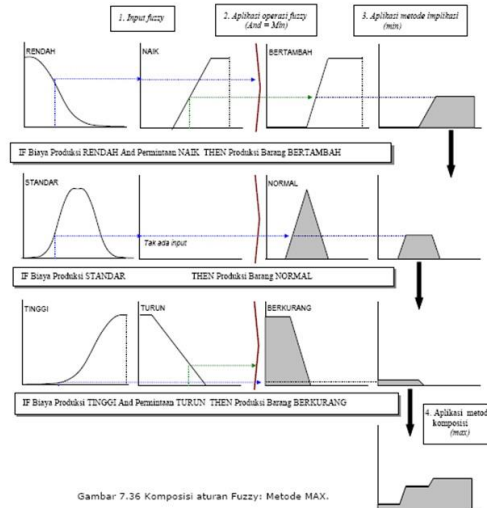 1. Input fuzzy
2. Aplikasi operasi fuzzy
(And = Min)
3. Aplikasi metode implikasi
(min)
RENDAH
NAIK
BERTAMBAH
IF Biaya Produksi RENDAH And Permintaan NAIK THEN Produksi Barang BERTAMBAH
STANDAR
NORMAL
Tak ada input
IF Biaya Produksi STANDAR THEN Produksi Barang NORMAL
TINGGI
TURUN
BERKURANG
IF Biaya Produksi TINGGI And Permintaan TURUN THEN Produksi Barang BERKURANG
4. Aplikasi metod
komposisi
(max)
Gambar 7.36 Komposisi aturan Fuzzy: Metode MAX.